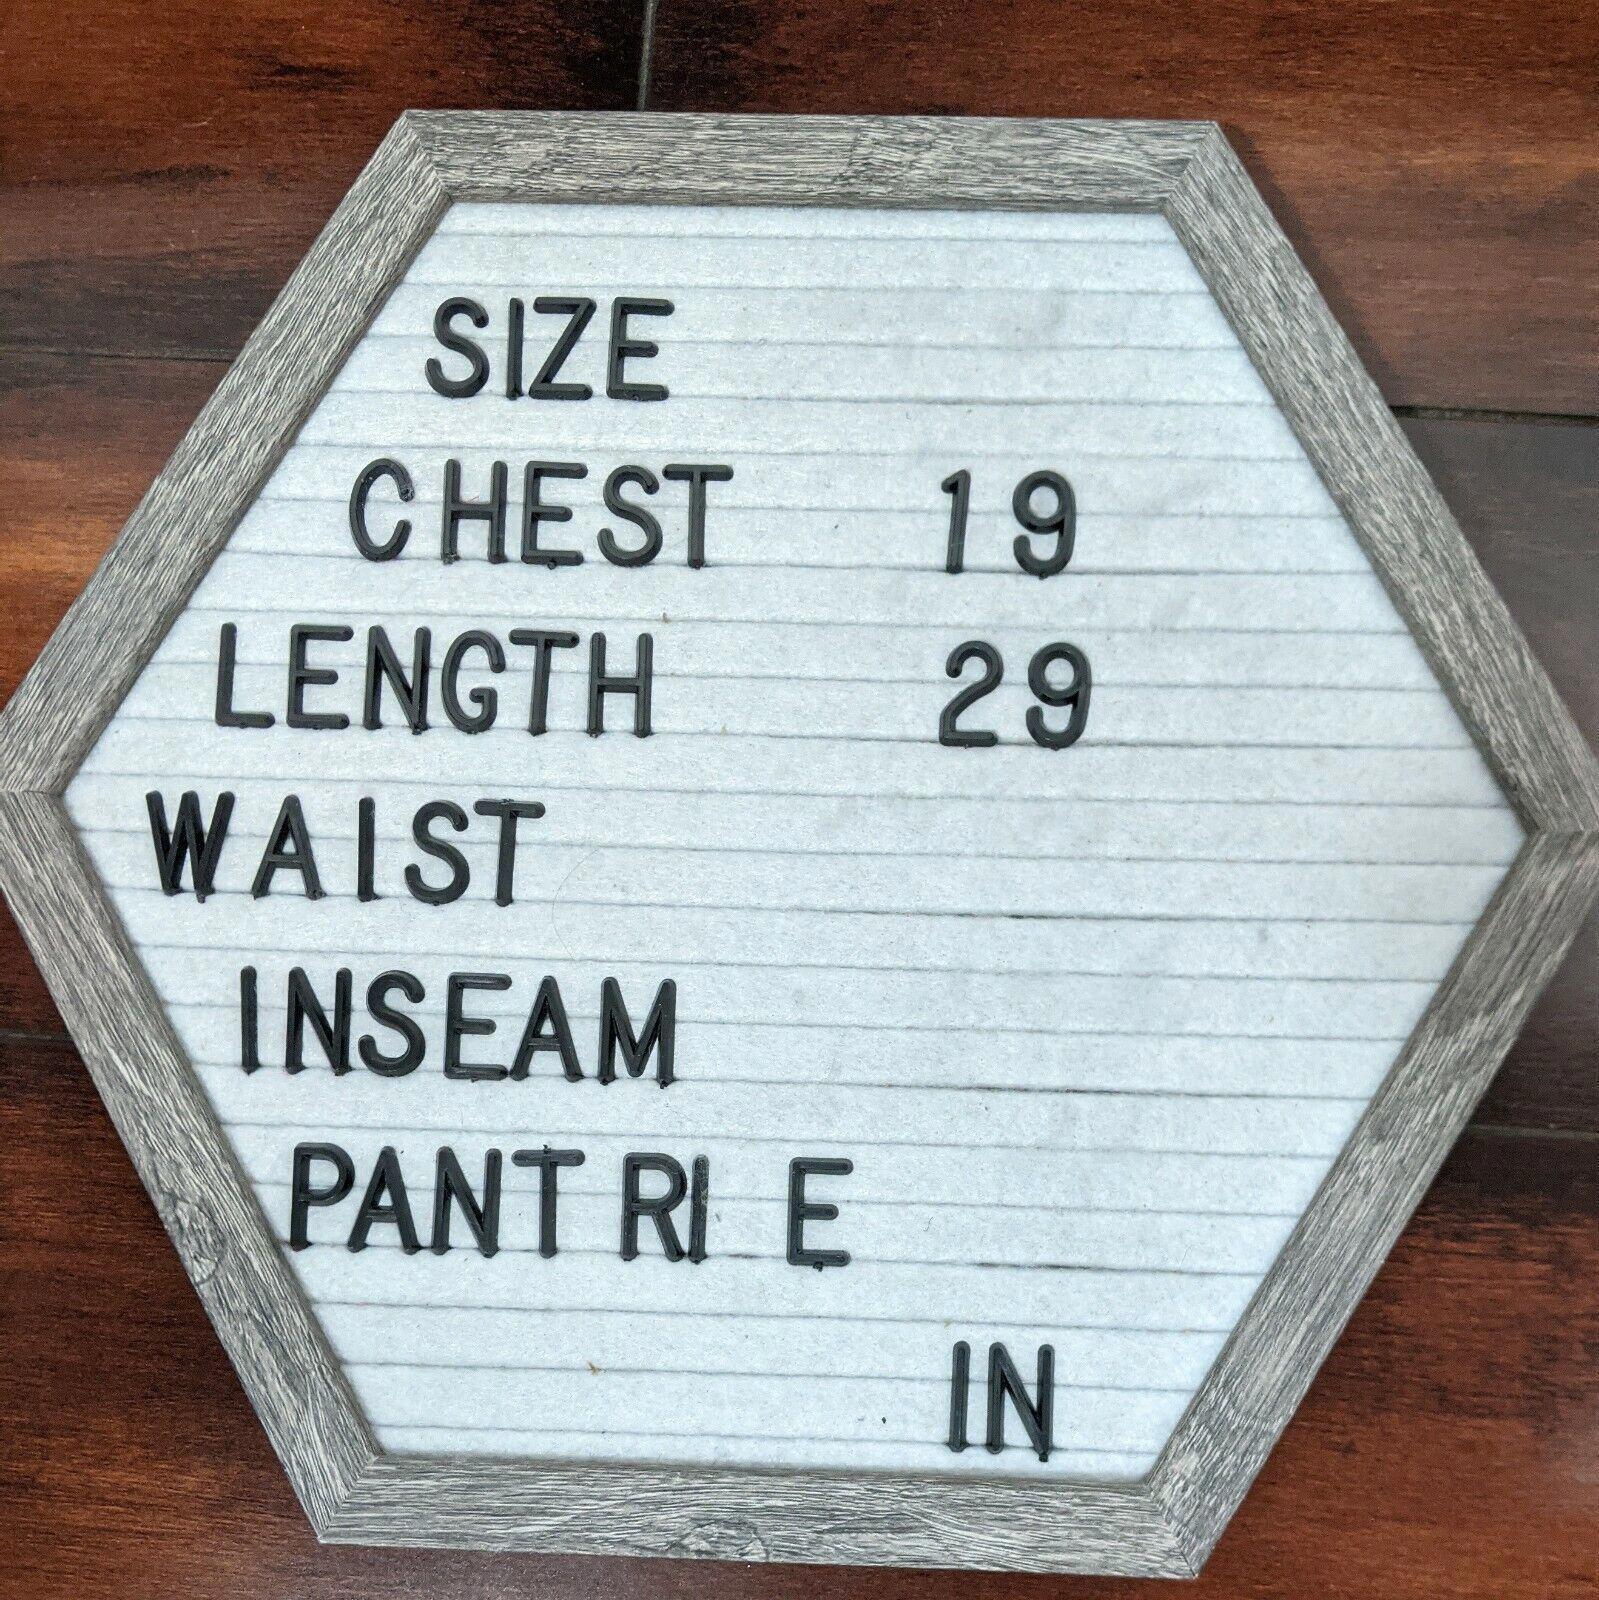 SIZE
CHEST 19
LENGTH 29
WAIST
INSEAM
PANT RI E
IN